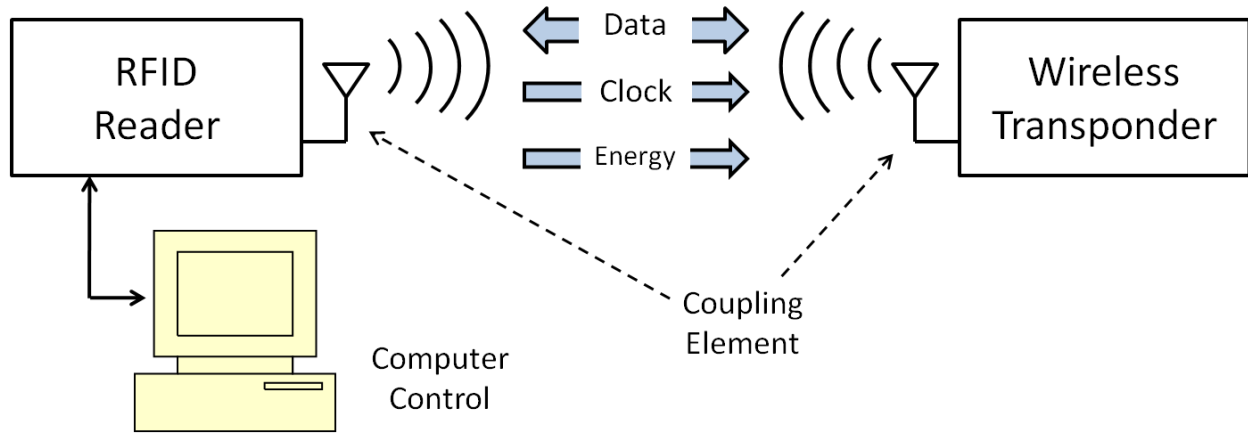 RFID
Reader
Data
Clock
Energy
Wireless
Transponder
Coupling
Element
Computer
Control